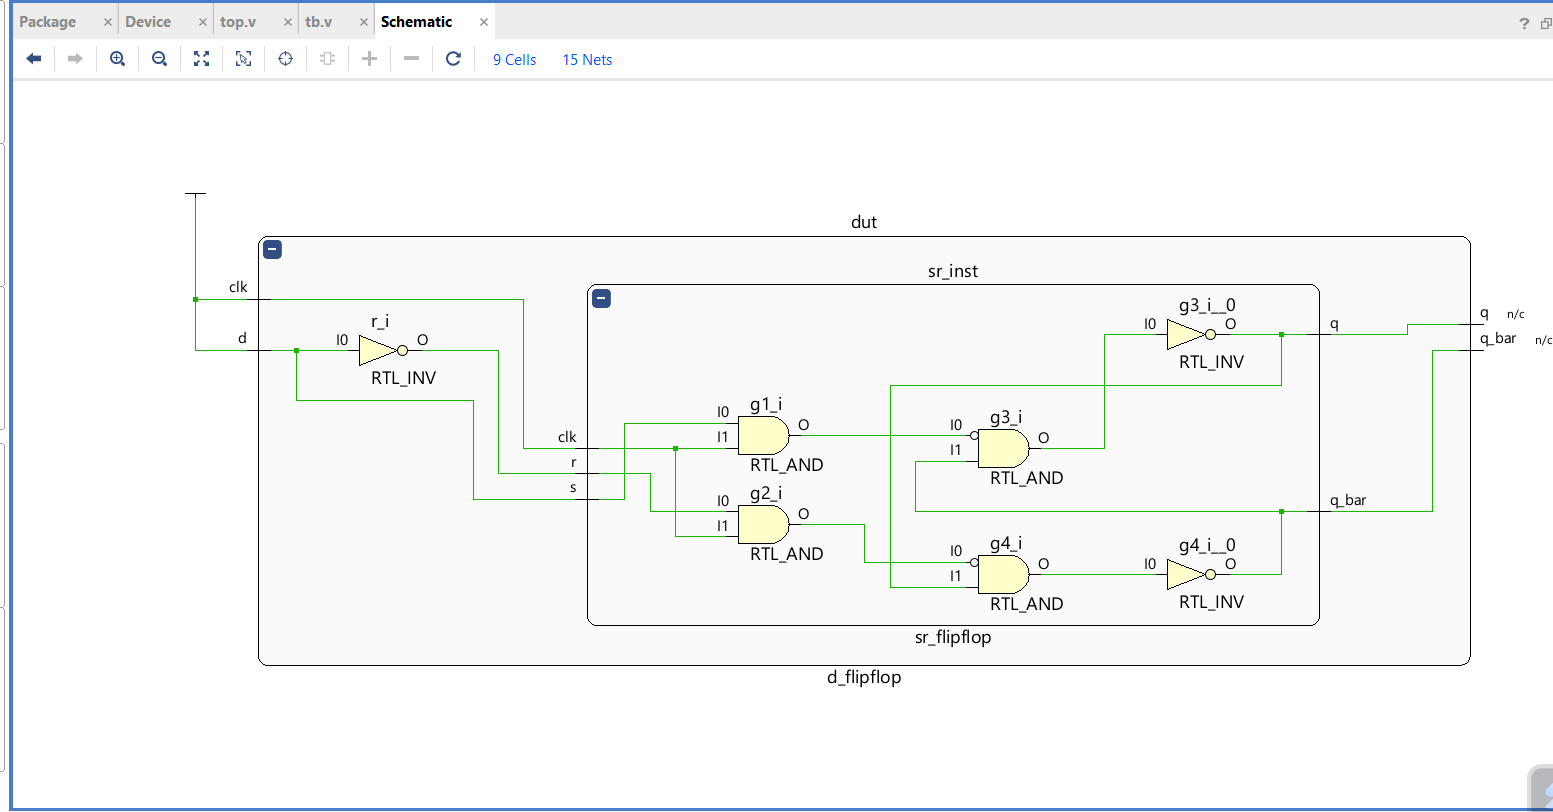 Package × Device × top.v × tb.v × Schematic × ?
9 Cells 15 Nets
dut
sr_inst
clk
g3_i__0
r_i
q
I0
O
q n/c
d
I0
O
q_bar n/c
RTL_INV
RTL_INV
g1_i
I0
O
g3_i
clk
I1
I0
O
r
RTL_AND
I1
s
g2_i
RTL_AND
I0
O
q_bar
I1
g4_i
g4_i__0
RTL_AND
I0
O
I0
O
I1
RTL_AND
RTL_INV
sr_flipflop
d_flipflop